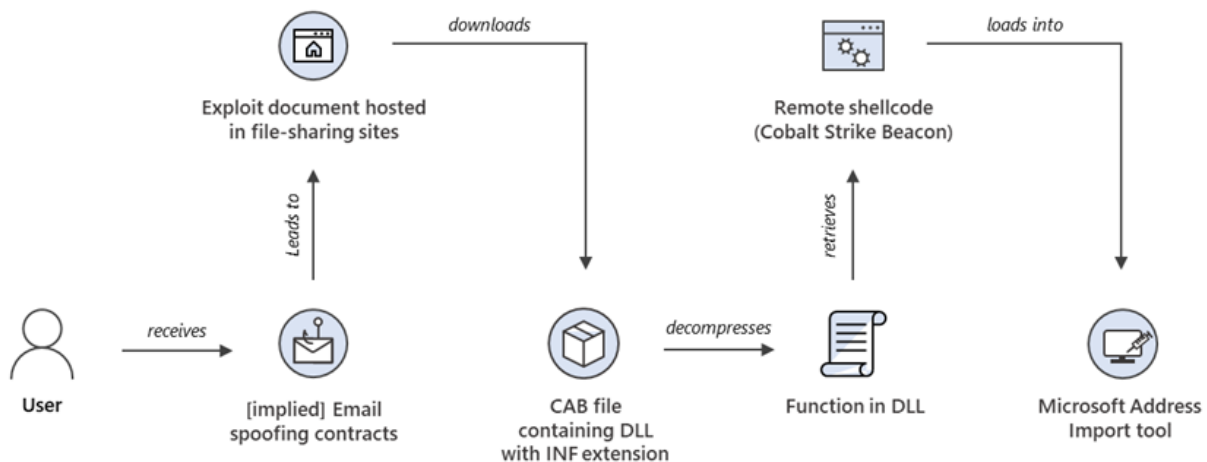 downloads
loads into
Exploit document hosted
in file-sharing sites
Remote shellcode
(Cobalt Strike Beacon)
Leads to
retrieves
receives
decompresses
User
[implied] Email
spoofing contracts
CAB file
containing DLL
with INF extension
Function in DLL
Microsoft Address
Import tool